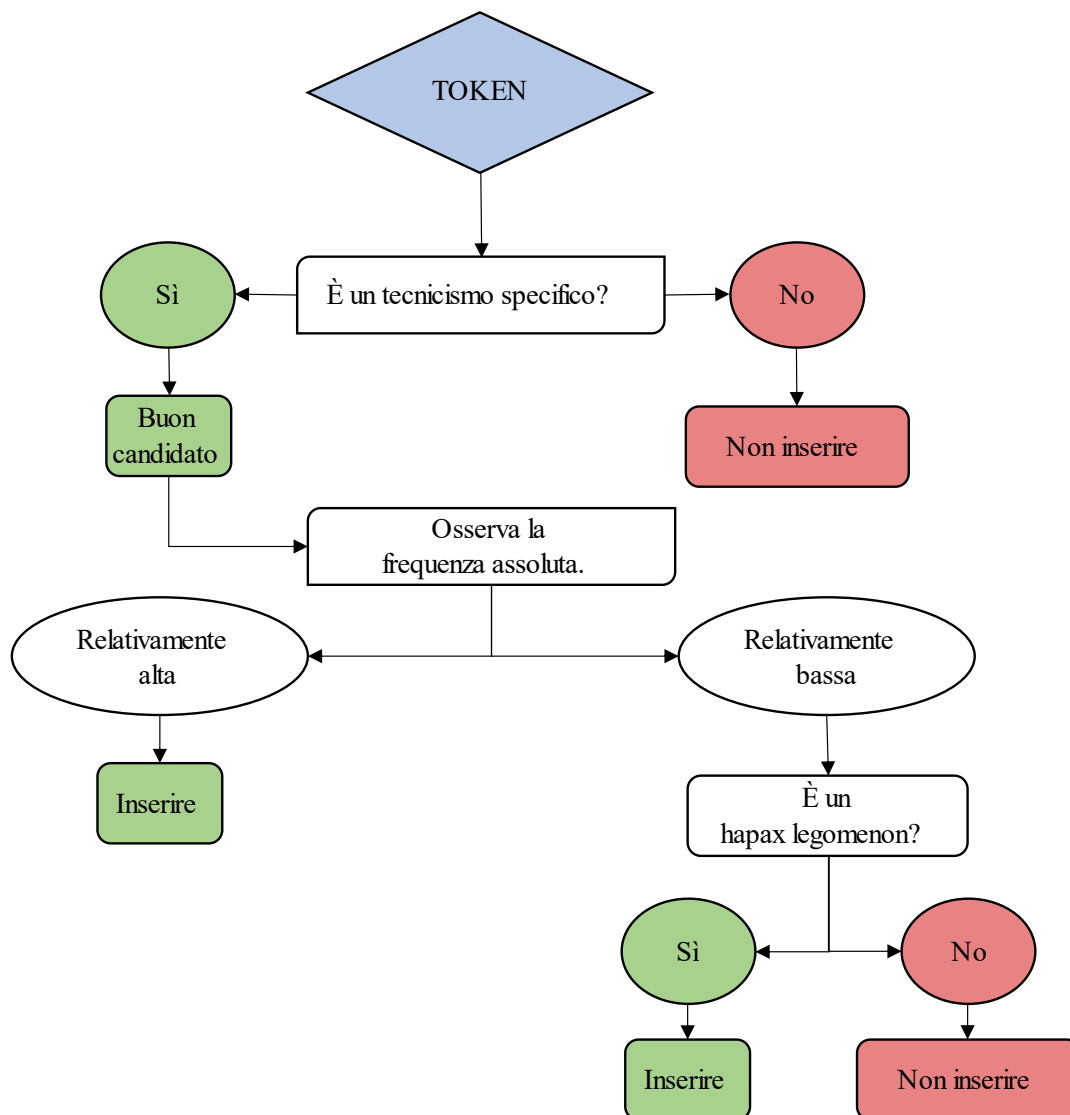 TOKEN
Sì
È un tecnicismo specifico?
No
Buon
candidato
Non inserire
Osserva la
frequenza assoluta.
Relativamente
alta
Relativamente
bassa
Inserire
È un
hapax legomenon?
Sì
No
Inserire
Non inserire